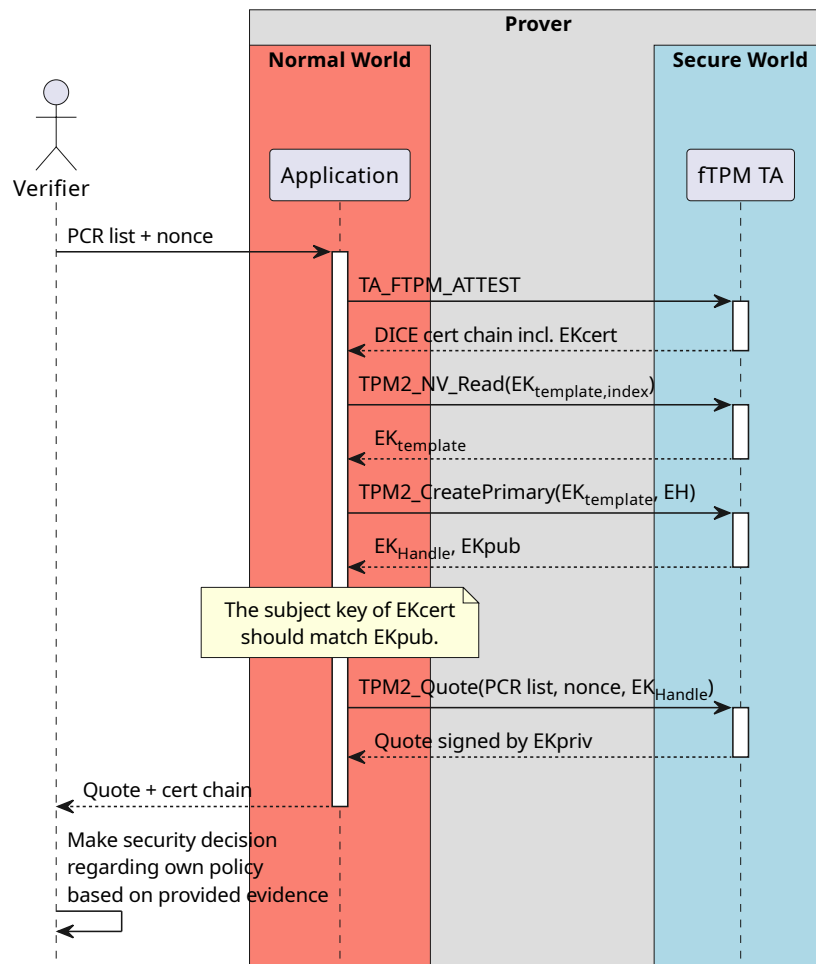 Prover
Normal World
Secure World
Verifier
Application
fTPM TA
PCR list + nonce
TA_FTPM_ATTEST
DICE cert chain incl. EKcert
TPM2_NV_Read(EKtemplate,index)
EKtemplate
TPM2_CreatePrimary(EKtemplate, EH)
EKHandle, EKpub
The subject key of EKcert
should match EKpub.
TPM2_Quote(PCR list, nonce, EKHandle)
Quote signed by EKpriv
Quote + cert chain
Make security decision
regarding own policy
based on provided evidence